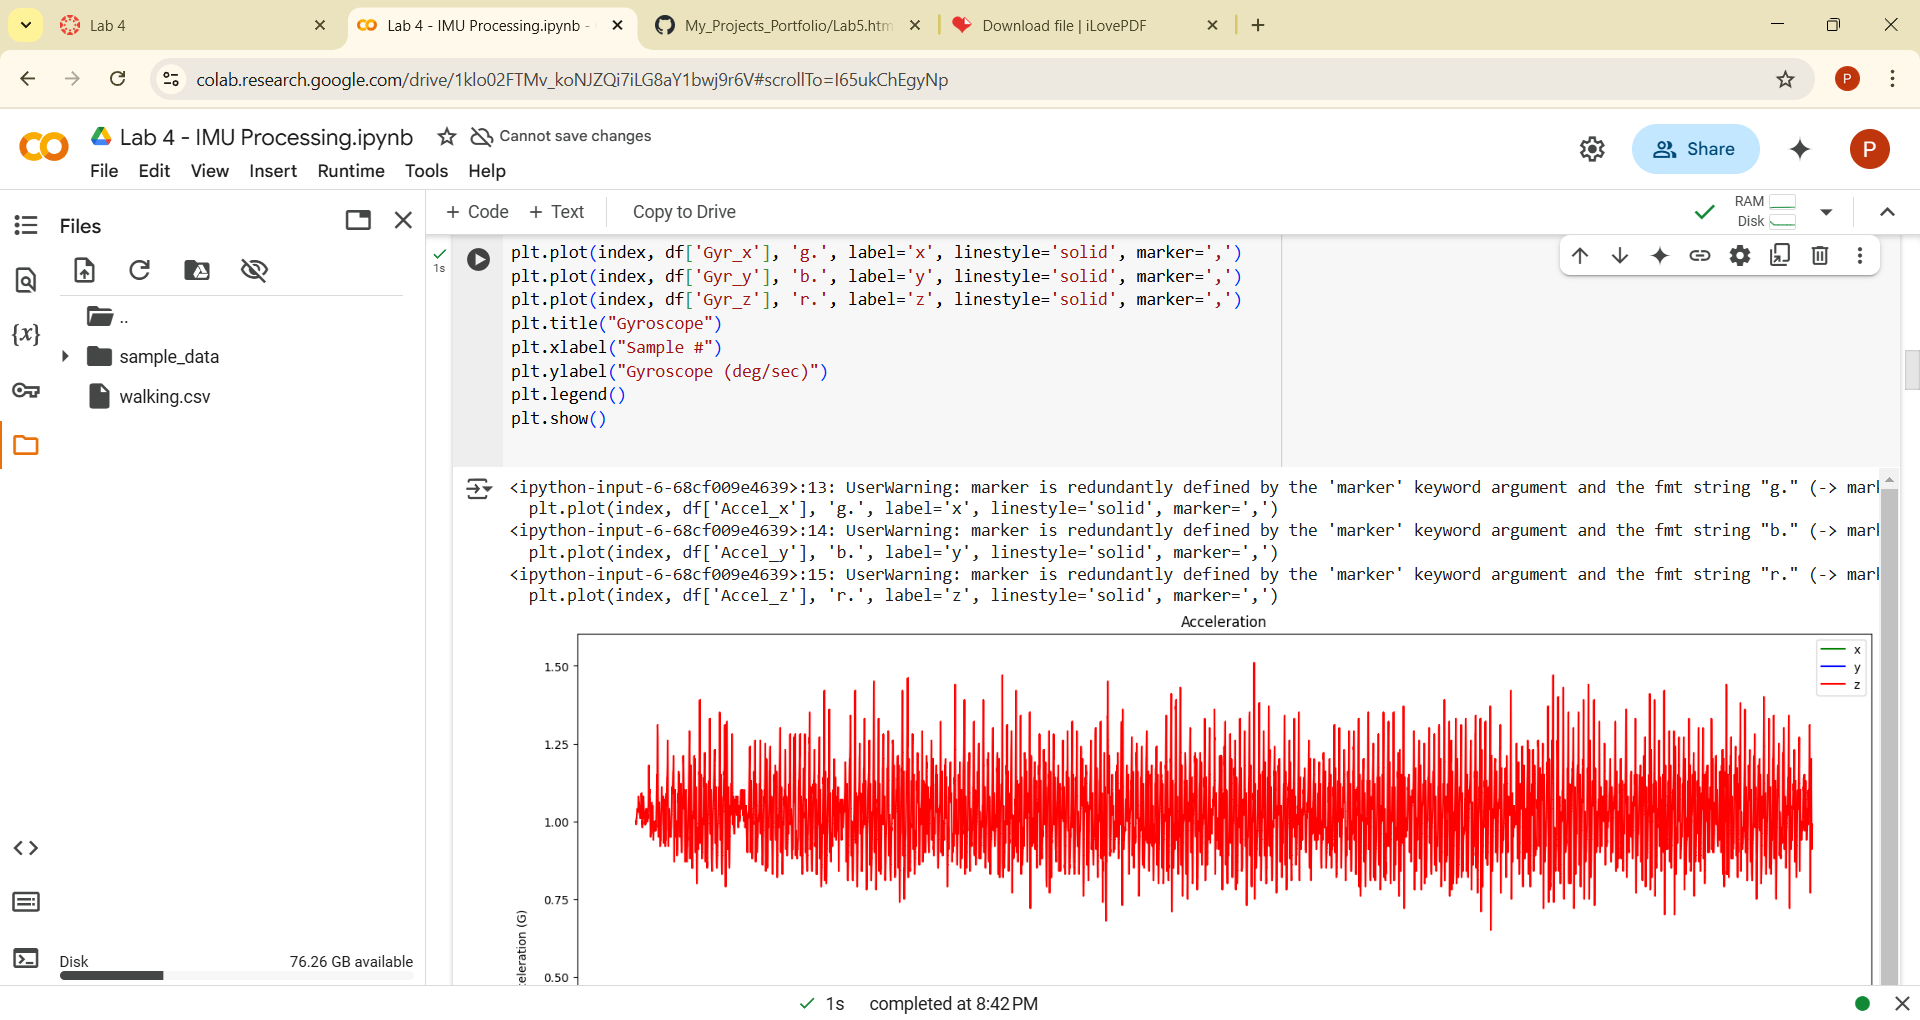 Lab 4
Lab 4 - IMU Processing.ipynb -
My_Projects_Portfolio/Lab5.htm
Download file | iLovePDF
colab.research.google.com/drive/1klo02FTMv_koNJZQi7iLG8aY1bwj9r6V#scrollTo=I65ukChEgyNp
P
Lab 4 - IMU Processing.ipynb
Cannot save changes
File Edit View Insert Runtime Tools Help
Share
P
Files
+ Code + Text Copy to Drive
RAM
Disk
..
sample_data
walking.csv
{x}
Disk 76.26 GB available
1s
plt.plot(index, df['Gyr_x'], 'g.', label='x', linestyle='solid', marker=',')
plt.plot(index, df['Gyr_y'], 'b.', label='y', linestyle='solid', marker=',')
plt.plot(index, df['Gyr_z'], 'r.', label='z', linestyle='solid', marker=',')
plt.title("Gyroscope")
plt.xlabel("Sample #")
plt.ylabel("Gyroscope (deg/sec)")
plt.legend()
plt.show()
<ipython-input-6-68cf009e4639>:13: UserWarning: marker is redundantly defined by the 'marker' keyword argument and the fmt string "g." (-> mark
plt.plot(index, df['Accel_x'], 'g.', label='x', linestyle='solid', marker=',')
<ipython-input-6-68cf009e4639>:14: UserWarning: marker is redundantly defined by the 'marker' keyword argument and the fmt string "b." (-> mark
plt.plot(index, df['Accel_y'], 'b.', label='y', linestyle='solid', marker=',')
<ipython-input-6-68cf009e4639>:15: UserWarning: marker is redundantly defined by the 'marker' keyword argument and the fmt string "r." (-> mark
plt.plot(index, df['Accel_z'], 'r.', label='z', linestyle='solid', marker=',')
Acceleration
x
y
z
1.50
1.25
1.00
0.75
0.50
celeration (G)
1s completed at 8:42 PM